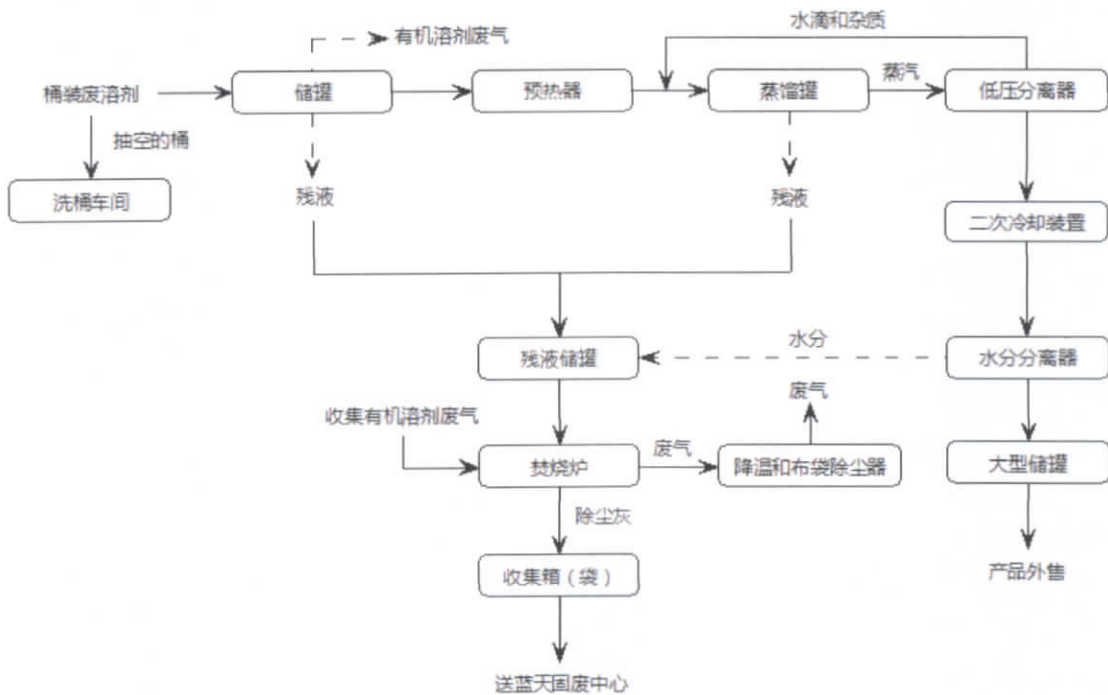 水滴和杂质
有机溶剂废气
蒸汽
桶装废溶剂
储罐
预热器
蒸馏罐
低压分离器
抽空的桶
洗桶车间
残液
残液
二次冷却装置
水分
残液储罐
水分分离器
废气
收集有机溶剂废气
废气
焚烧炉
降温和布袋除尘器
大型储罐
除尘灰
收集箱（袋）
产品外售
送蓝天固废中心